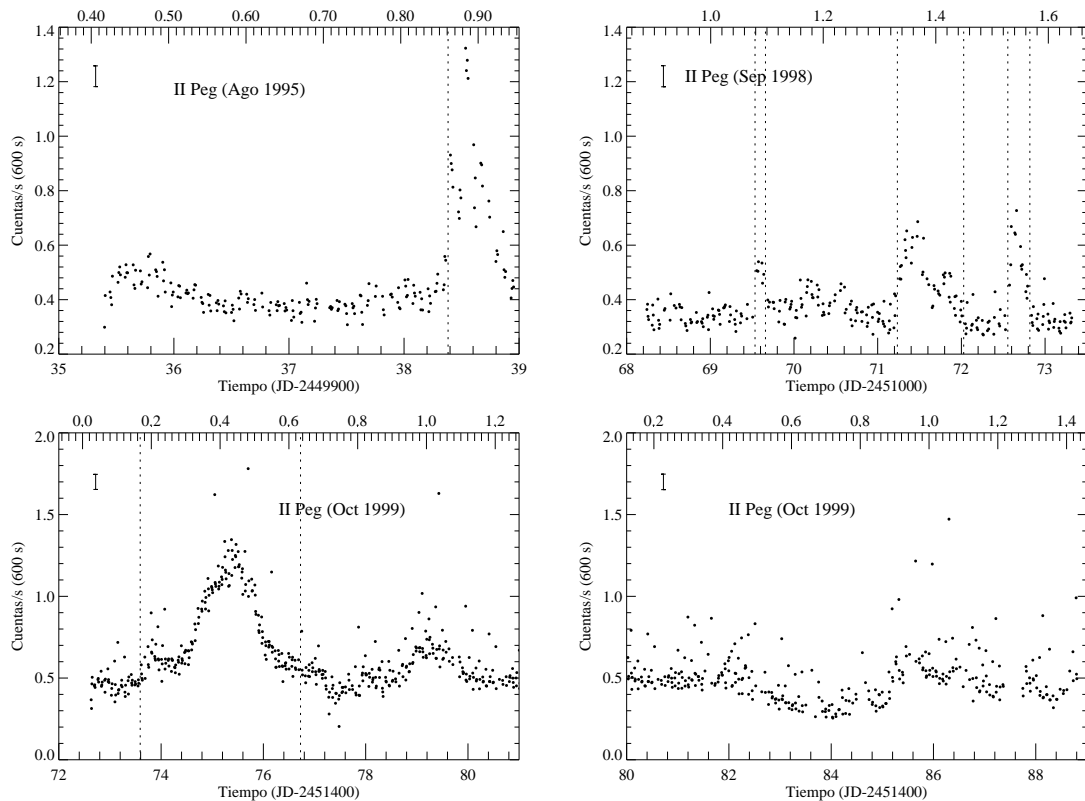 0.40 0.50 0.60 0.70 0.80 0.90
1.4
1.2
1.0
0.8
0.6
0.4
0.2
Cuentas/s (600 s)
II Peg (Ago 1995)
35 36 37 38 39
Tiempo (JD-2449900)
1.0 1.2 1.4 1.6
1.4
1.2
1.0
0.8
0.6
0.4
0.2
Cuentas/s (600 s)
II Peg (Sep 1998)
68 69 70 71 72 73
Tiempo (JD-2451000)
0.0 0.2 0.4 0.6 0.8 1.0 1.2
2.0
1.5
1.0
0.5
0.0
Cuentas/s (600 s)
II Peg (Oct 1999)
72 74 76 78 80
Tiempo (JD-2451400)
0.2 0.4 0.6 0.8 1.0 1.2 1.4
2.0
1.5
1.0
0.5
0.0
Cuentas/s (600 s)
II Peg (Oct 1999)
80 82 84 86 88
Tiempo (JD-2451400)